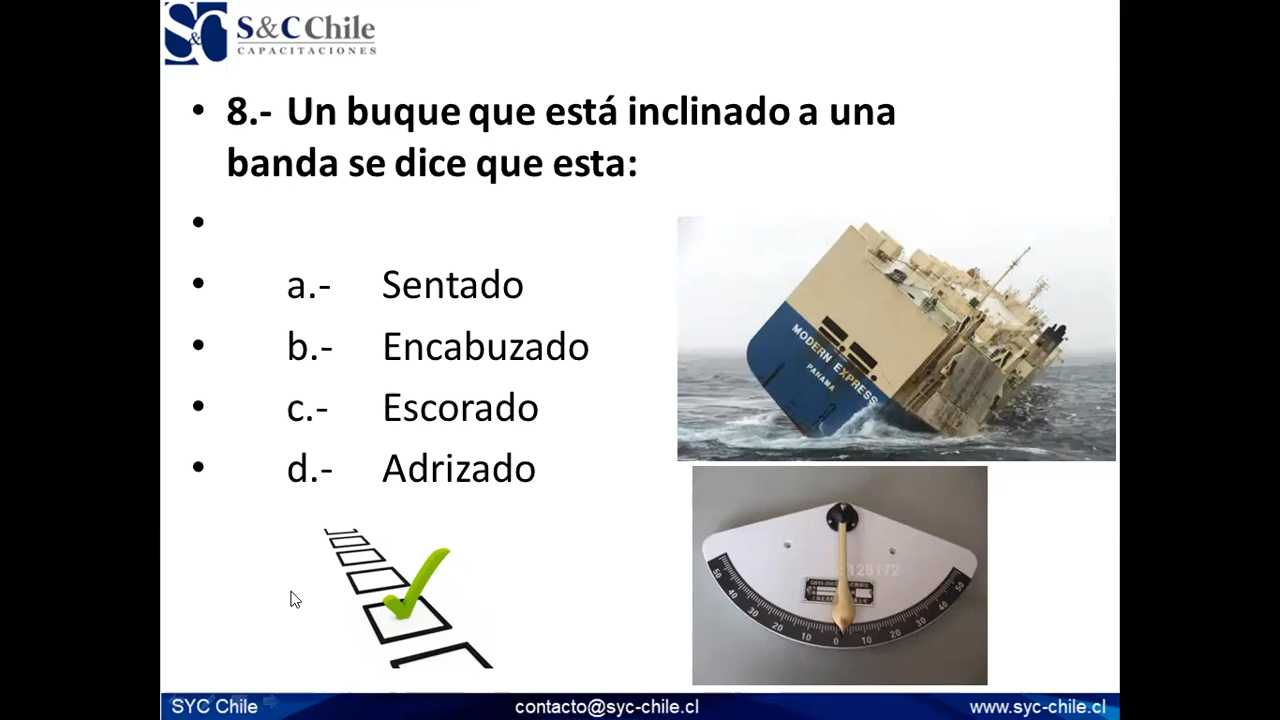 S&C Chile
CAPACITACIONES
• 8.- Un buque que está inclinado a una
banda se dice que esta:
•
• a.- Sentado
• b.- Encabuzado
• c.- Escorado
• d.- Adrizado
MODERN EXPRESS
PANAMA
50 40 30 20 10 0 10 20 30 40 50
SYC Chile contacto@syc-chile.cl www.syc-chile.cl